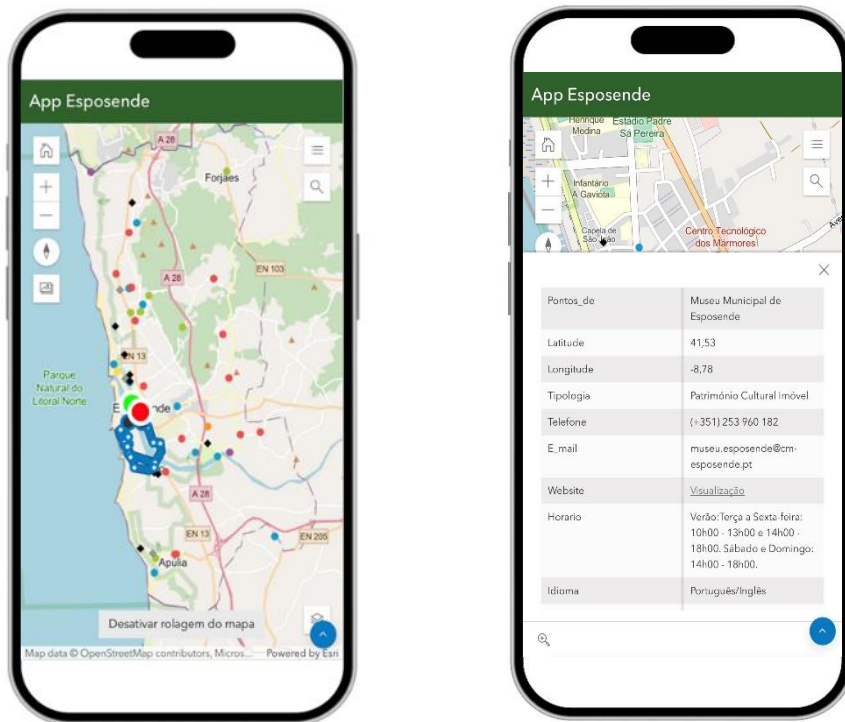 App Esposende
A 28
Forjães
A 28
EN 103
EN 13
Parque
Natural do
Litoral Norte
A 28
EN 13
EN 205
Apúlia
Desativar rolagem do mapa
Map data © OpenStreetMap contributors, Micros... Powered by Esri
App Esposende
Henrique
Medina
Estádio Padre
Sá Pereira
Infantário
A Gaivota
Capela de
São João
Centro Tecnológico
dos Mármores
Pontos_de
Museu Municipal de
Esposende
Latitude
41,53
Longitude
-8,78
Tipologia
Património Cultural Imóvel
Telefone
(+351) 253 960 182
E_mail
museu.esposende@cm-
esposende.pt
Website
Visualização
Horario
Verão:Terça a Sexta-feira:
10h00 - 13h00 e 14h00 -
18h00. Sábado e Domingo:
14h00 - 18h00.
Idioma
Português/Inglês